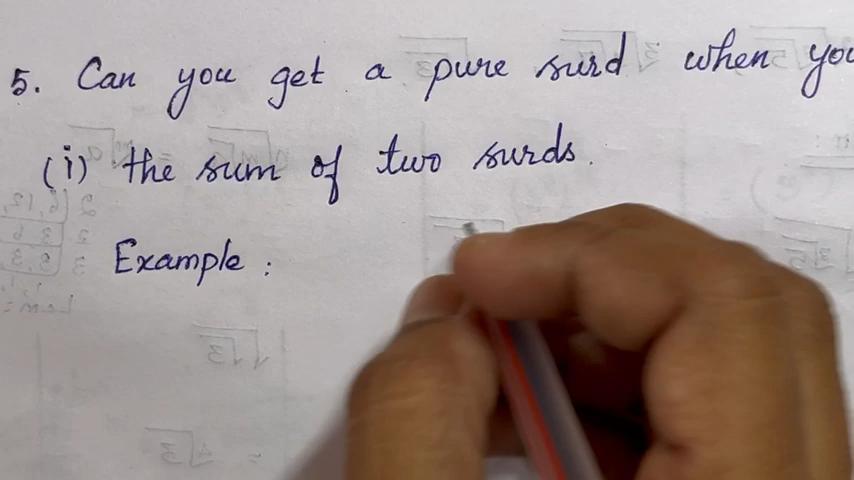 5. Can you get a pure surd when you
(i) the sum of two surds.
Example :